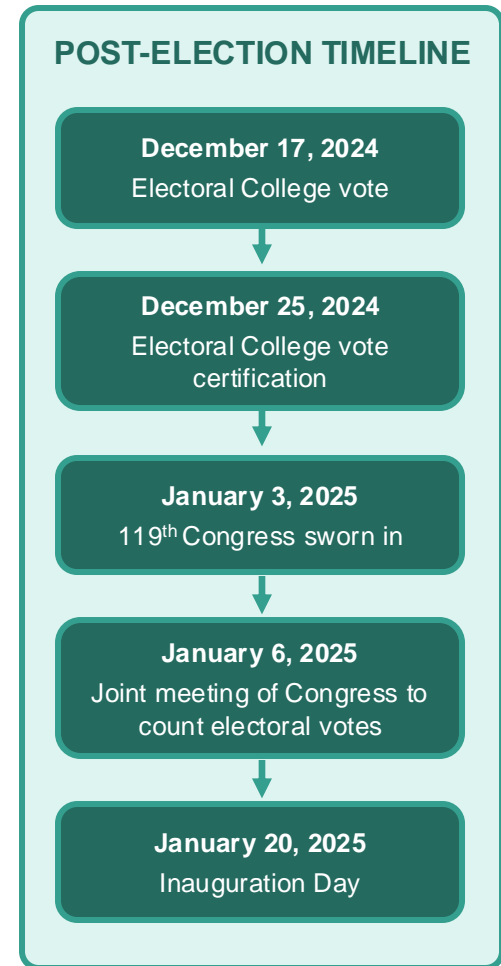 POST-ELECTION TIMELINE
December 17, 2024
Electoral College vote
December 25, 2024
Electoral College vote
certification
January 3, 2025
119th Congress sworn in
January 6, 2025
Joint meeting of Congress to
count electoral votes
January 20, 2025
Inauguration Day